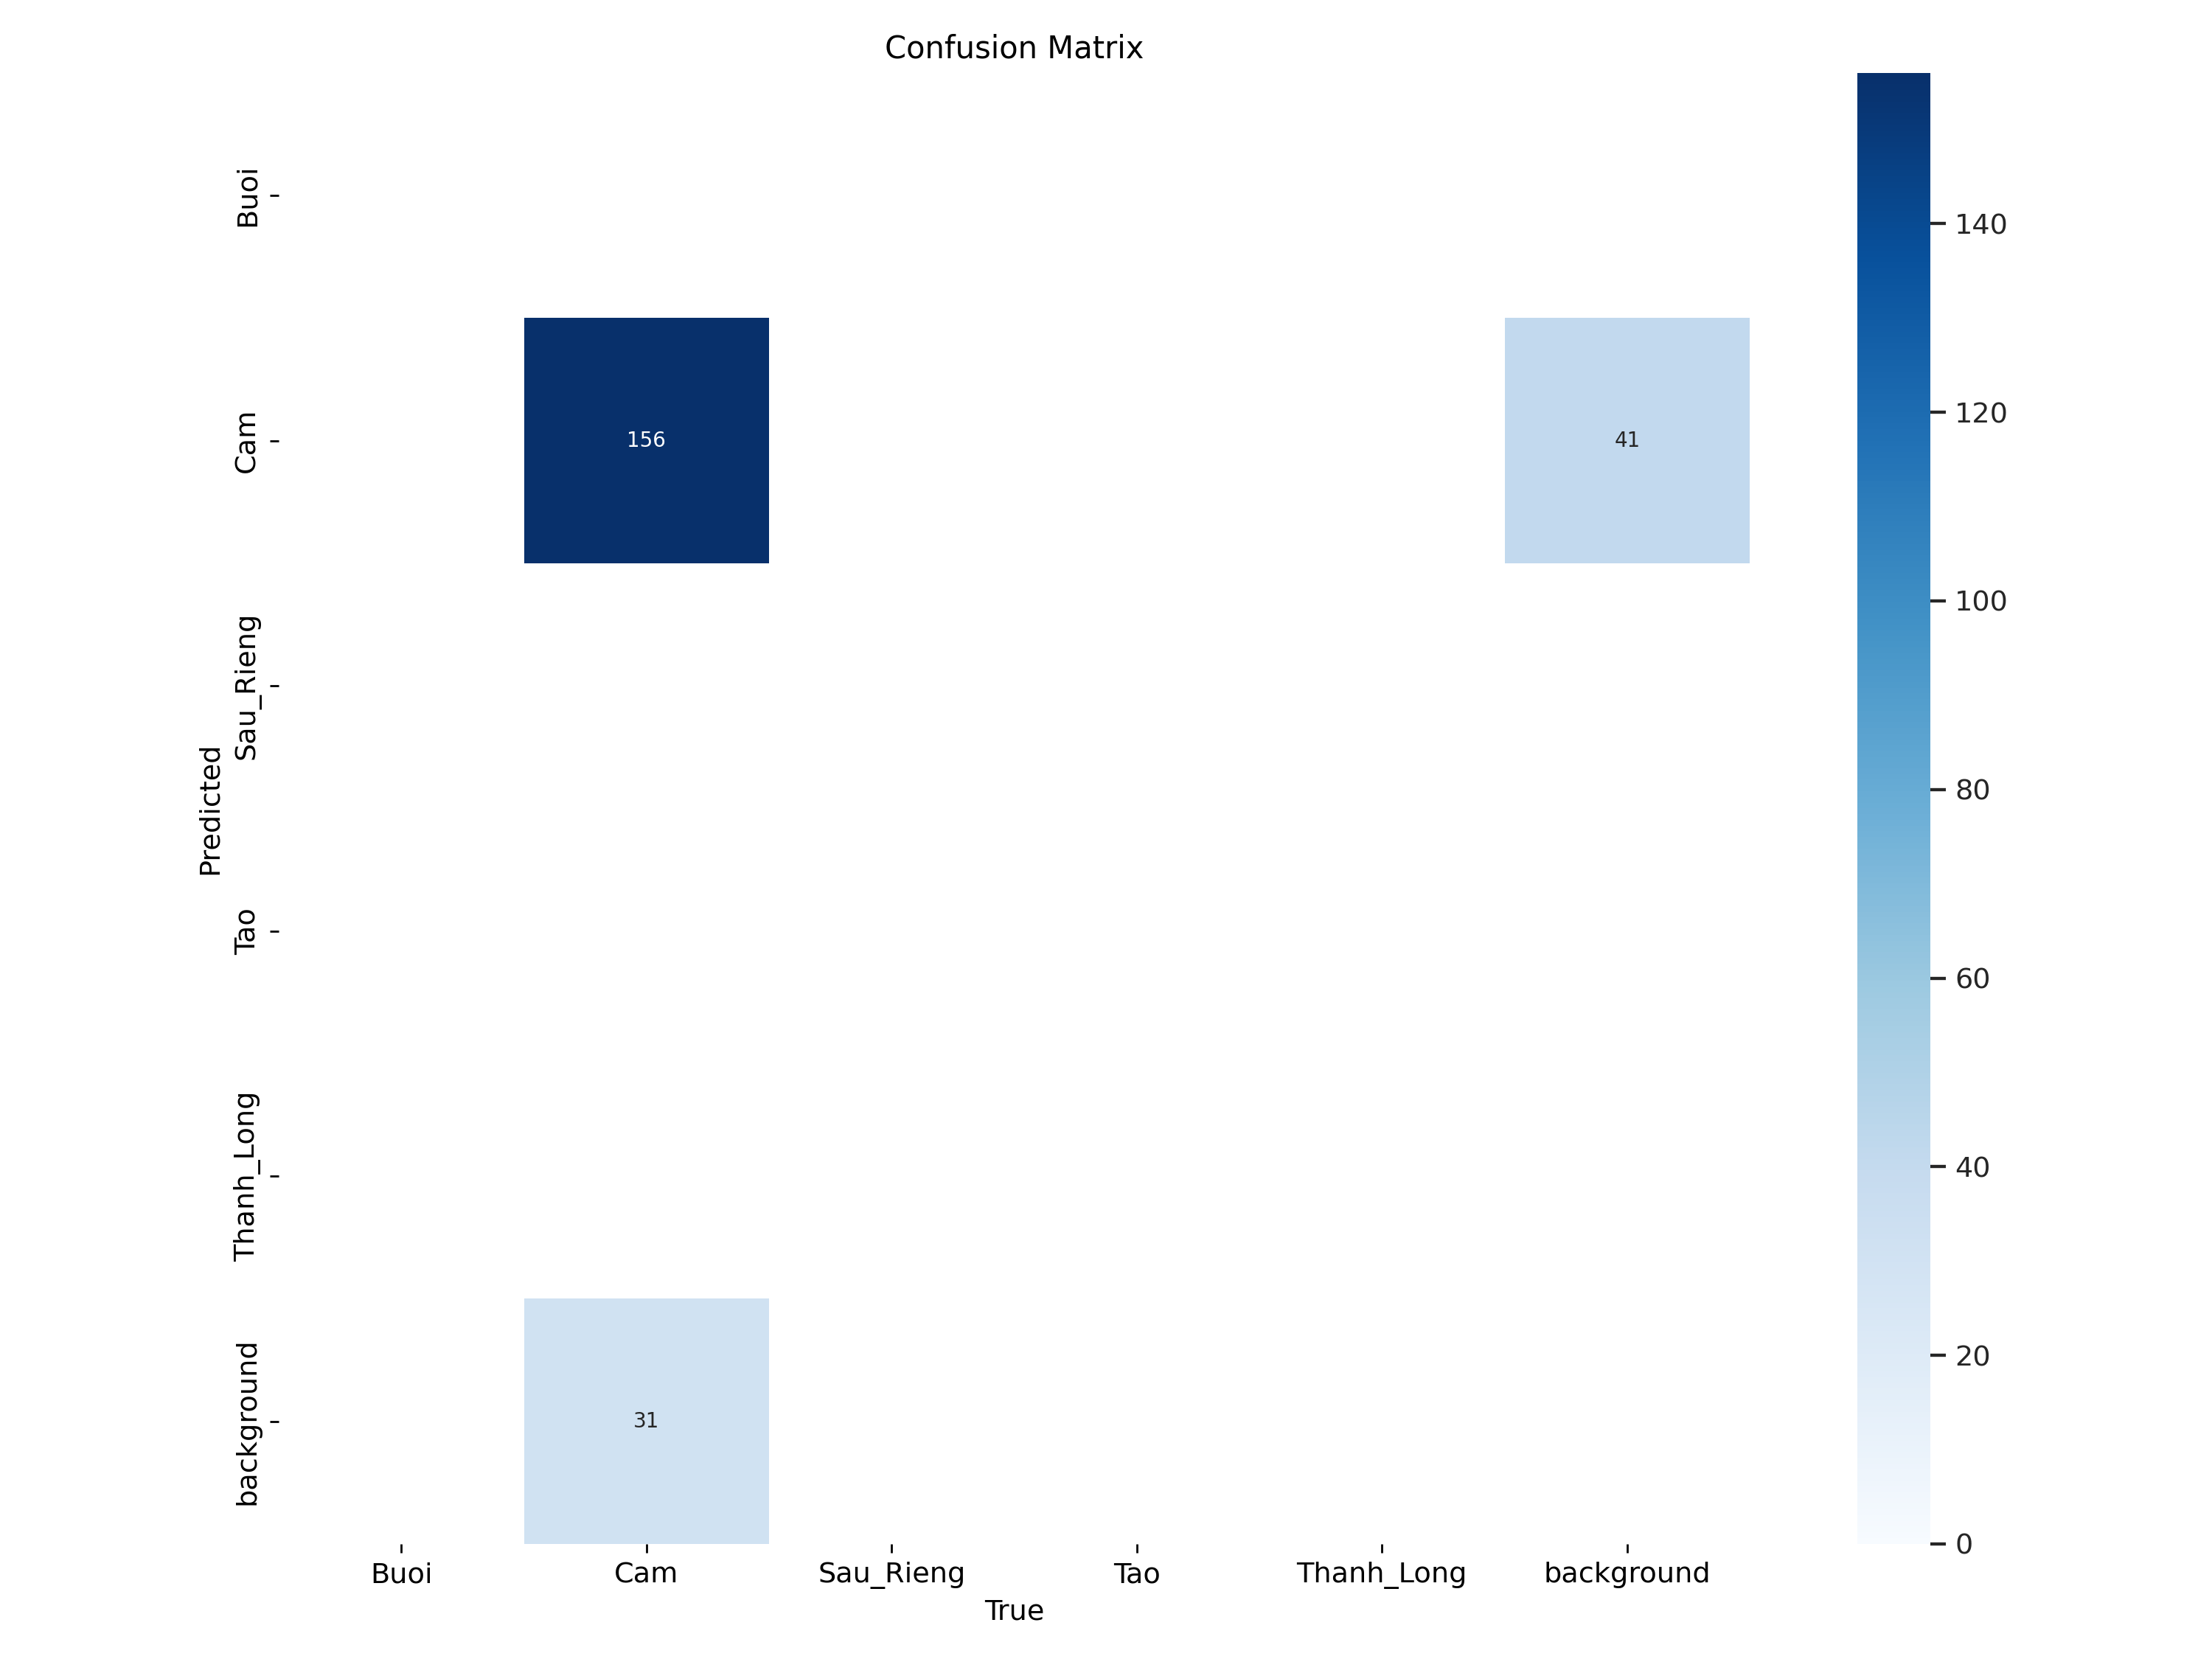 Confusion Matrix
Buoi
Cam
Sau_Rieng
Tao
Thanh_Long
background
Predicted
156
41
31
Buoi
Cam
Sau_Rieng
Tao
Thanh_Long
background
True
140
120
100
80
60
40
20
0